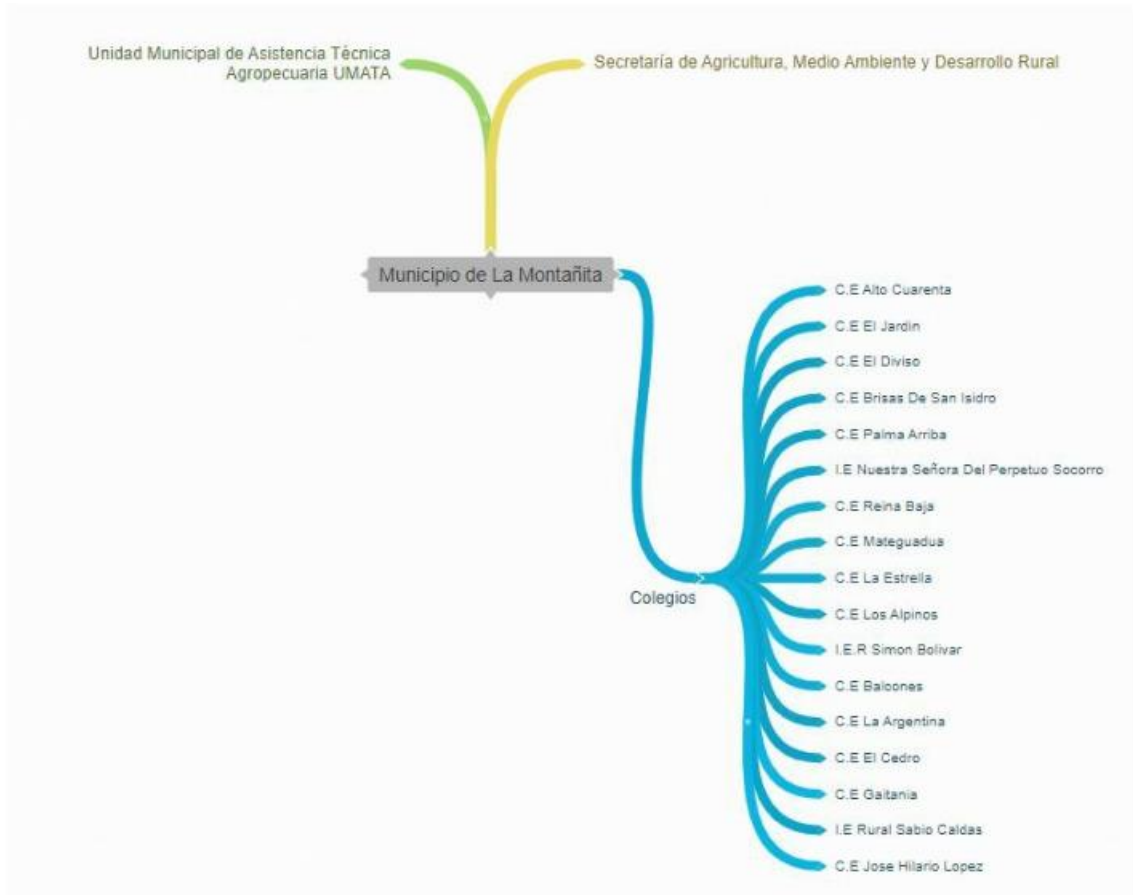 Unidad Municipal de Asistencia Técnica
Agropecuaria UMATA
Secretaría de Agricultura, Medio Ambiente y Desarrollo Rural
Municipio de La Montañita
Colegios
C.E Alto Cuarenta
C.E El Jardin
C.E El Diviso
C.E Brisas De San Isidro
C.E Palma Arriba
I.E Nuestra Señora Del Perpetuo Socorro
C.E Reina Baja
C.E Mateguadua
C.E La Estrella
C.E Los Alpinos
I.E.R Simon Bolivar
C.E Balcones
C.E La Argentina
C.E El Cedro
C.E Gaitania
I.E Rural Sabio Caldas
C.E Jose Hilario Lopez